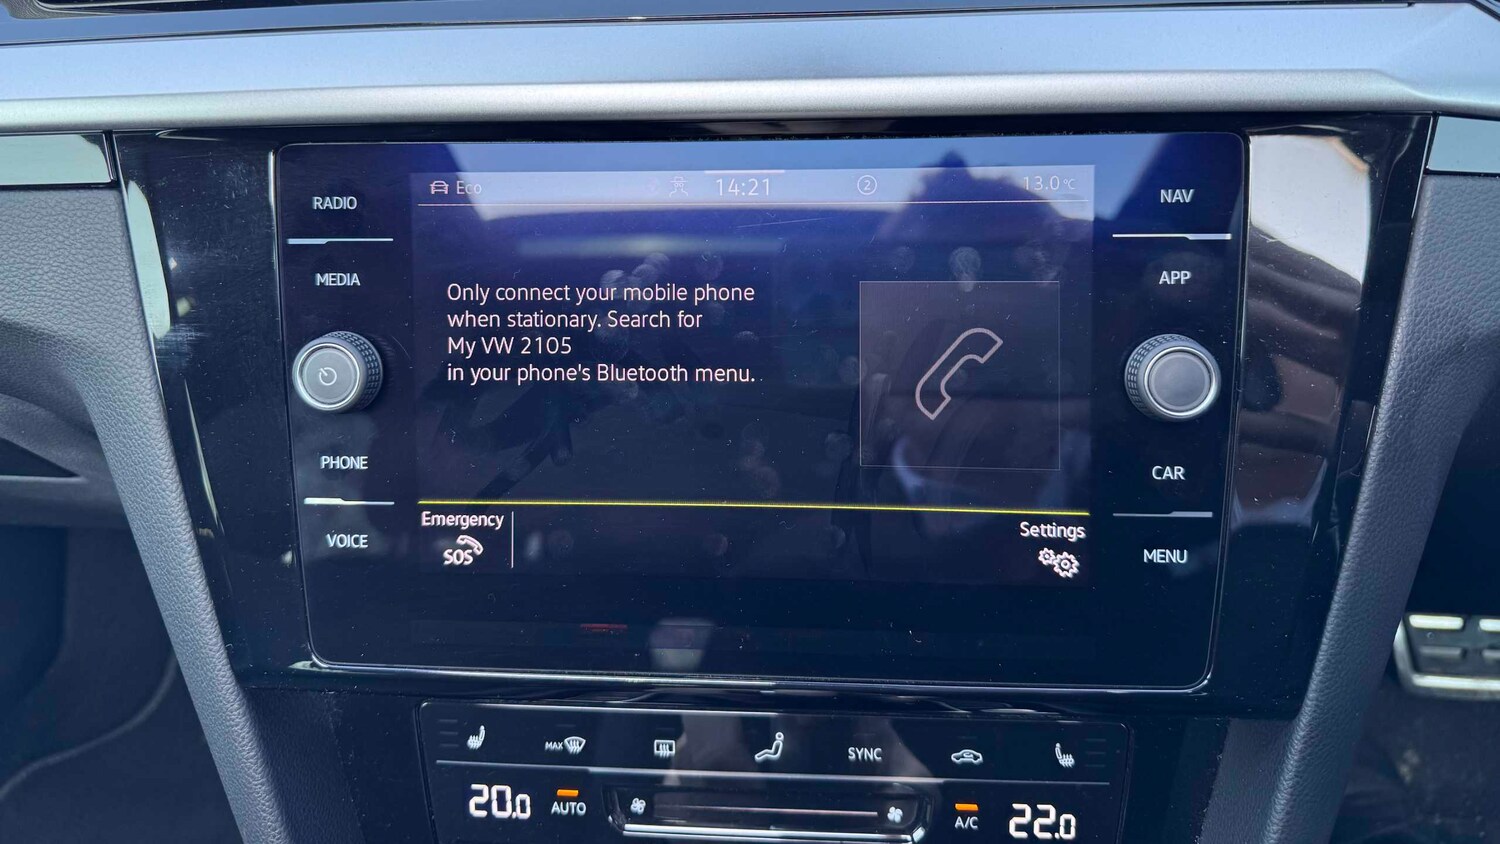 Eco
14:21
2
13.0°C
RADIO
MEDIA
PHONE
VOICE
Only connect your mobile phone
when stationary. Search for
My VW 2105
in your phone's Bluetooth menu.
Emergency
SOS
Settings
NAV
APP
CAR
MENU
MAX
SYNC
20.0
AUTO
A/C
22.0